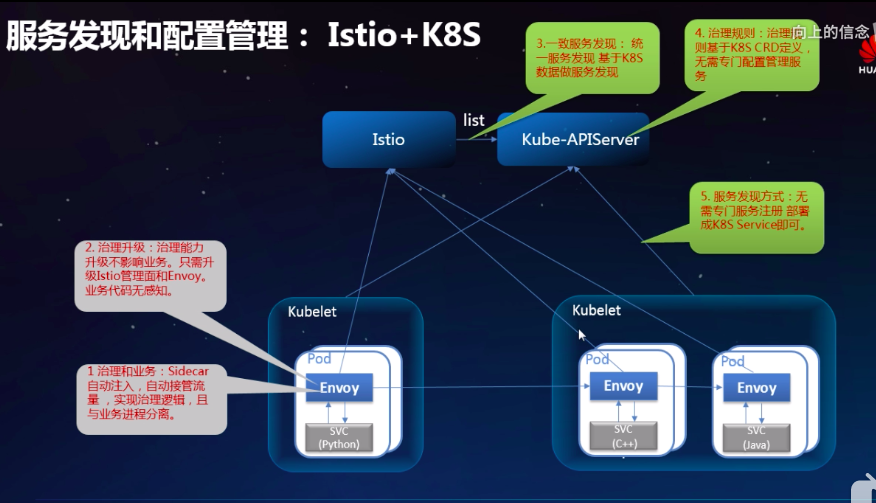 服务发现和配置管理： Istio+K8S
向上的信念
HUA
3.一致服务发现： 统
一服务发现 基于K8S
数据做服务发现
4. 治理规则：治理
则基于K8S CRD定义，
无需专门配置管理服
务
list
Istio
Kube-APIServer
5. 服务发现方式：无
需专门服务注册 部署
成K8S Service即可。
2. 治理升级：治理能力
升级不影响业务。只需升
级Istio管理面和Envoy。
业务代码无感知。
1 治理和业务：Sidecar
自动注入，自动接管流
量 ，实现治理逻辑，且
与业务进程分离。
Kubelet
Pod
Envoy
SVC
(Python)
Kubelet
Pod
Envoy
SVC
(C++)
Pod
Envoy
SVC
(Java)